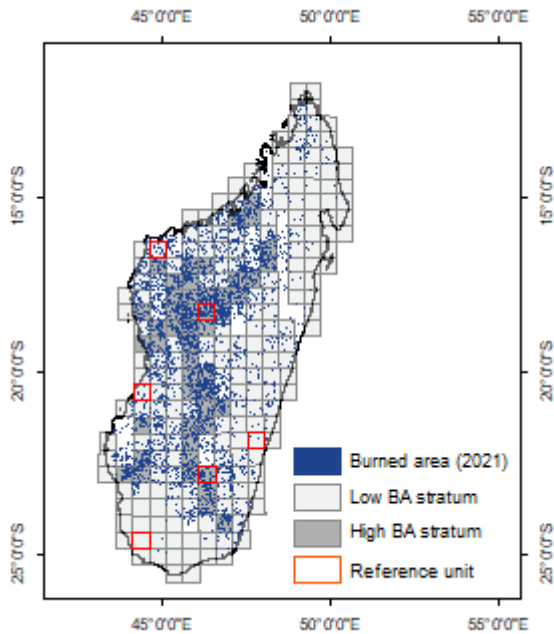 45°0'0"E 50°0'0"E 55°0'0"E
15°0'0"S 15°0'0"S
20°0'0"S 20°0'0"S
Burned area (2021)
Low BA stratum
High BA stratum
Reference unit
25°0'0"S 25°0'0"S
45°0'0"E 50°0'0"E 55°0'0"E